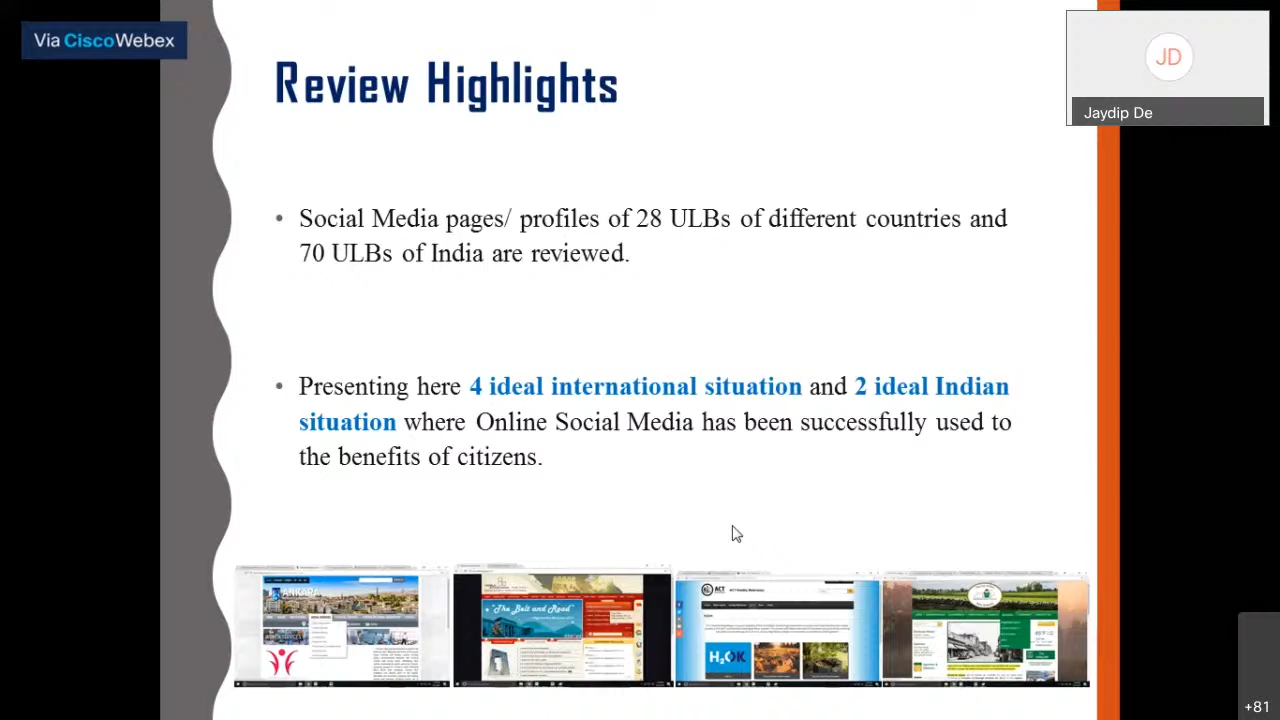 Via CiscoWebex
JD
Jaydip De
Review Highlights
• Social Media pages/ profiles of 28 ULBs of different countries and
70 ULBs of India are reviewed.
• Presenting here 4 ideal international situation and 2 ideal Indian
situation where Online Social Media has been successfully used to
the benefits of citizens.
ANKARA
"The Belt and Road"
ACT
H₂OK
+81